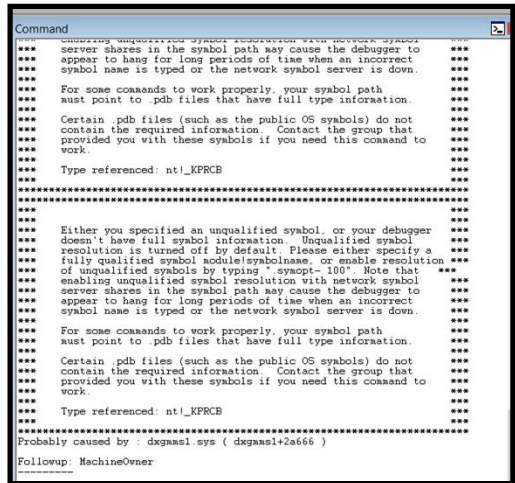 Command
*** enabling unqualified symbol resolution with network symbol ***
*** server shares in the symbol path may cause the debugger to ***
*** appear to hang for long periods of time when an incorrect ***
*** symbol name is typed or the network symbol server is down. ***
*** ***
*** For some commands to work properly, your symbol path ***
*** must point to .pdb files that have full type information. ***
*** ***
*** Certain .pdb files (such as the public OS symbols) do not ***
*** contain the required information. Contact the group that ***
*** provided you with these symbols if you need this command to ***
*** work. ***
*** ***
*** Type referenced: nt!_KPRCB ***
*** ***
*************************************************************************
*************************************************************************
*** ***
*** ***
*** Either you specified an unqualified symbol, or your debugger ***
*** doesn't have full symbol information. Unqualified symbol ***
*** resolution is turned off by default. Please either specify a ***
*** fully qualified symbol module!symbolname, or enable resolution ***
*** of unqualified symbols by typing ".symopt- 100". Note that ***
*** enabling unqualified symbol resolution with network symbol ***
*** server shares in the symbol path may cause the debugger to ***
*** appear to hang for long periods of time when an incorrect ***
*** symbol name is typed or the network symbol server is down. ***
*** ***
*** For some commands to work properly, your symbol path ***
*** must point to .pdb files that have full type information. ***
*** ***
*** Certain .pdb files (such as the public OS symbols) do not ***
*** contain the required information. Contact the group that ***
*** provided you with these symbols if you need this command to ***
*** work. ***
*** ***
*** Type referenced: nt!_KPRCB ***
*** ***
*************************************************************************
Probably caused by : dxgmms1.sys ( dxgmms1+2a666 )
Followup: MachineOwner
---------